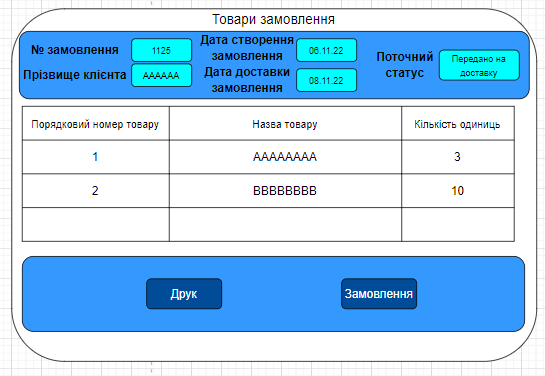 Товари замовлення
№ замовлення
1125
Прізвище клієнта
АААААА
Дата створення
замовлення
06.11.22
Дата доставки
замовлення
08.11.22
Поточний
статус
Передано на
доставку
Порядковий номер товару
Назва товару
Кількість одиниць
1
АААААААА
3
2
ВВВВВВВВ
10
Друк
Замовлення